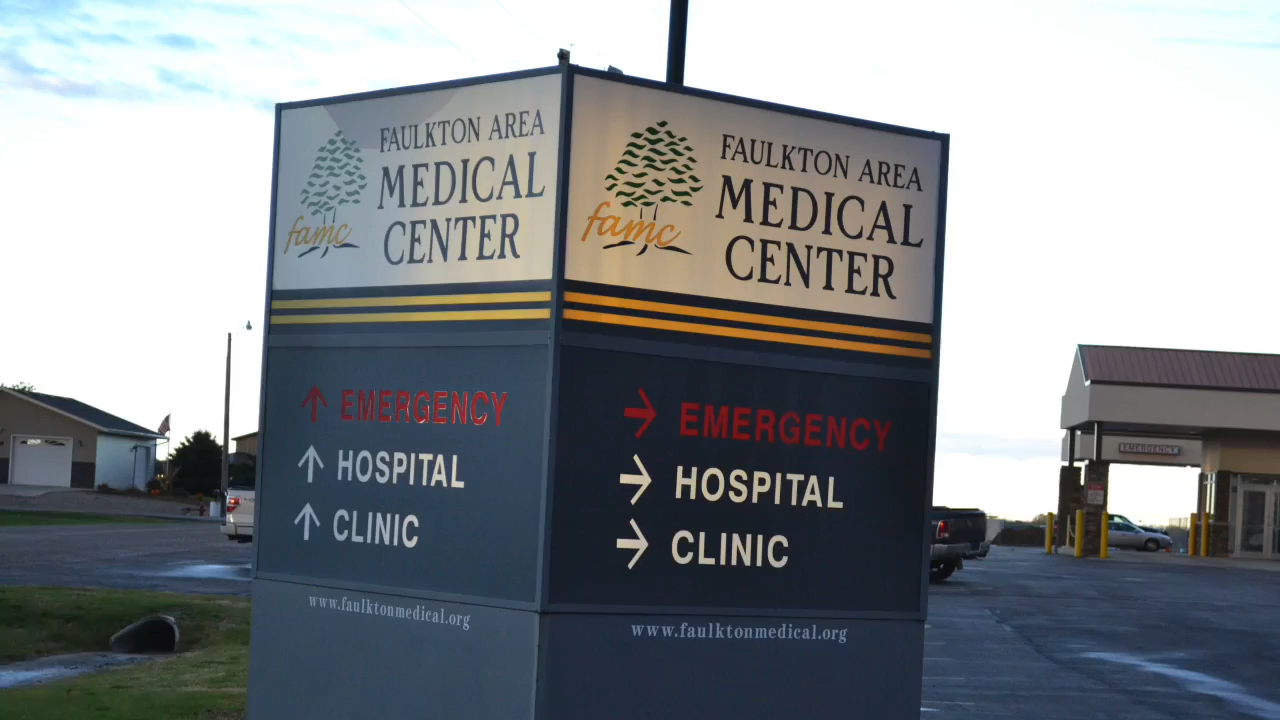 FAULKTON AREA
MEDICAL
CENTER
famc
EMERGENCY
HOSPITAL
CLINIC
www.faulktonmedical.org
FAULKTON AREA
MEDICAL
CENTER
famc
EMERGENCY
HOSPITAL
CLINIC
www.faulktonmedical.org
EMERGENCY